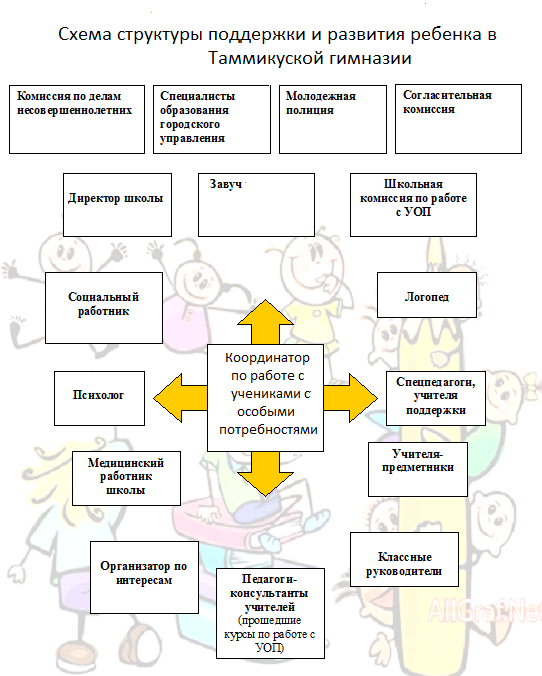 Схема структуры поддержки и развития ребенка в
Таммикуской гимназии
Комиссия по делам
несовершеннолетних
Специалисты
образования
городского
управления
Молодежная
полиция
Согласительная
комиссия
Директор школы
Завуч
Школьная
комиссия по работе
с УОП
Социальный
работник
Логопед
Координатор
по работе с
учениками с
особыми
потребностями
Психолог
Спецпедагоги,
учителя
поддержки
Медицинский
работник
школы
Учителя-
предметники
Организатор по
интересам
Классные
руководители
Педагоги-
консультанты
учителей
(прошедшие
курсы по работе с
УОП)
AllGraf.Net